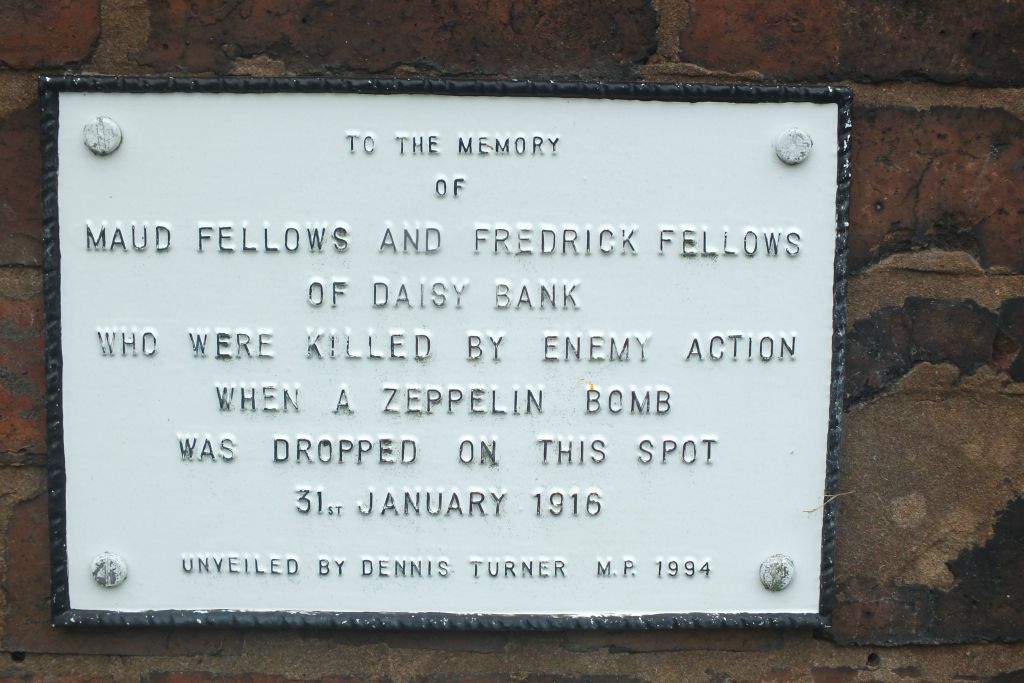 TO THE MEMORY
OF
MAUD FELLOWS AND FREDRICK FELLOWS
OF DAISY BANK
WHO WERE KILLED BY ENEMY ACTION
WHEN A ZEPPELIN BOMB
WAS DROPPED ON THIS SPOT
31ST JANUARY 1916
UNVEILED BY DENNIS TURNER M.P. 1994